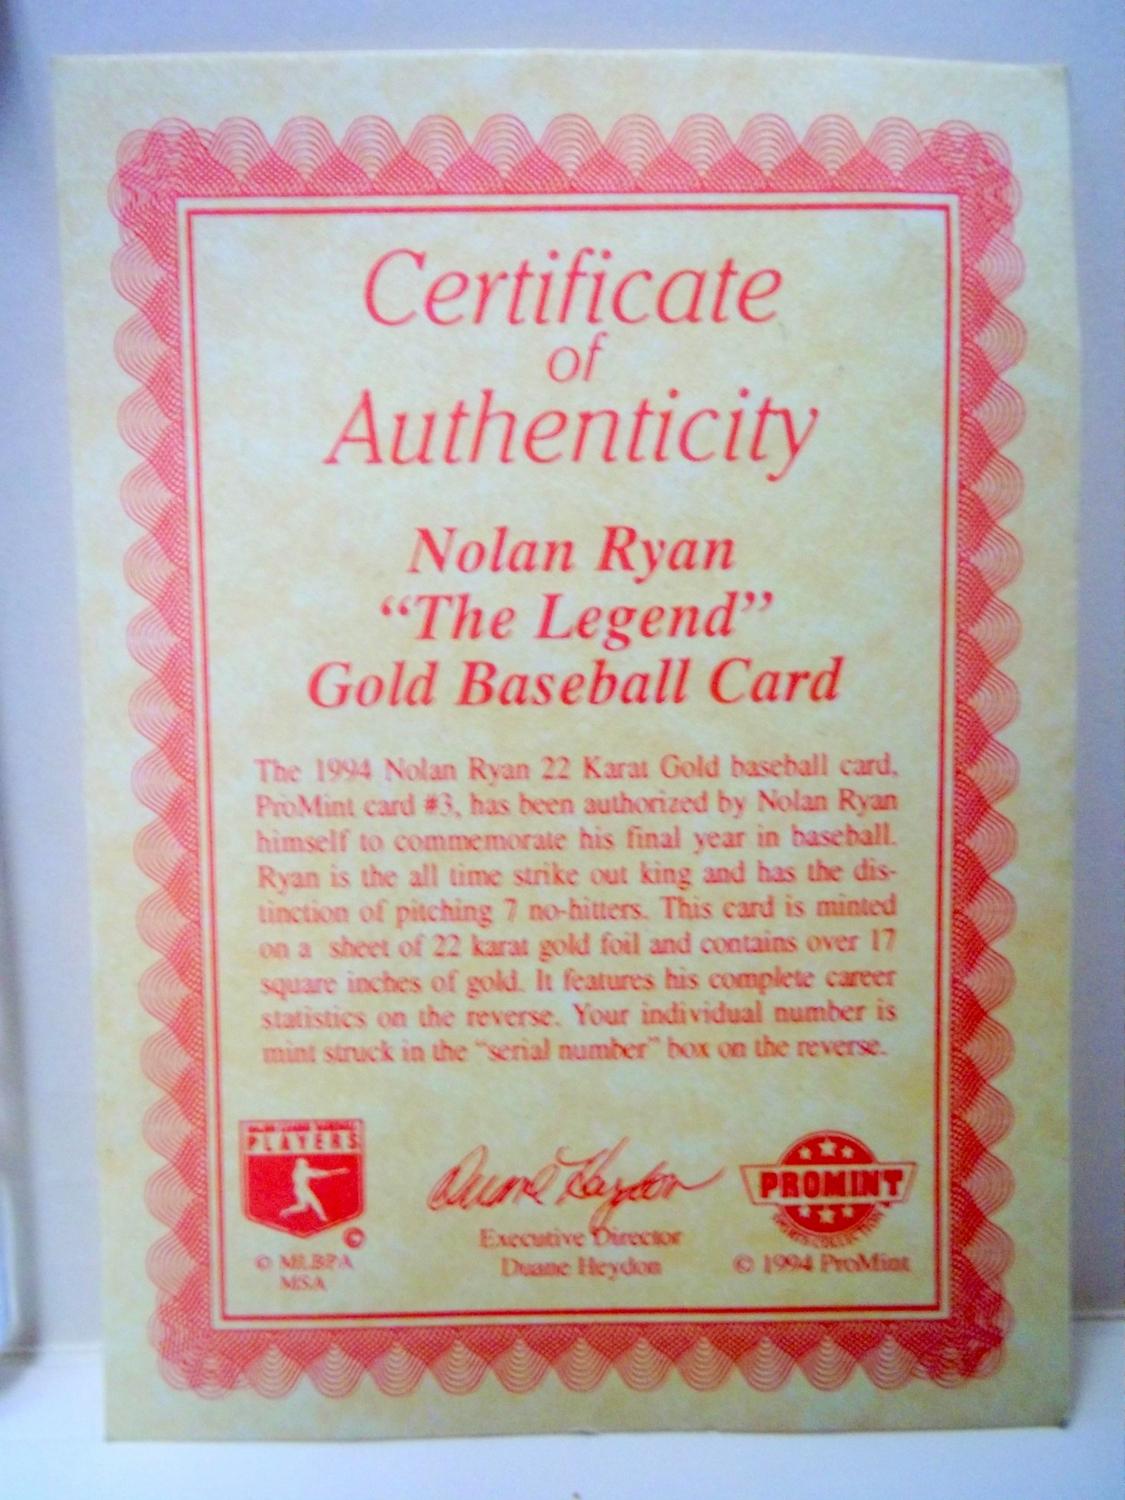 Certificate
of
Authenticity
Nolan Ryan
“The Legend”
Gold Baseball Card
The 1994 Nolan Ryan 22 Karat Gold baseball card,
ProMint card #3, has been authorized by Nolan Ryan
himself to commemorate his final year in baseball.
Ryan is the all time strike out king and has the dis-
tinction of pitching 7 no-hitters. This card is minted
on a sheet of 22 karat gold foil and contains over 17
square inches of gold. It features his complete career
statistics on the reverse. Your individual number is
mint struck in the “serial number” box on the reverse.
MAJOR LEAGUE BASEBALL
PLAYERS
©
© MLBPA
MSA
Duane Heydon
Executive Director
Duane Heydon
PROMINT
© 1994 ProMint